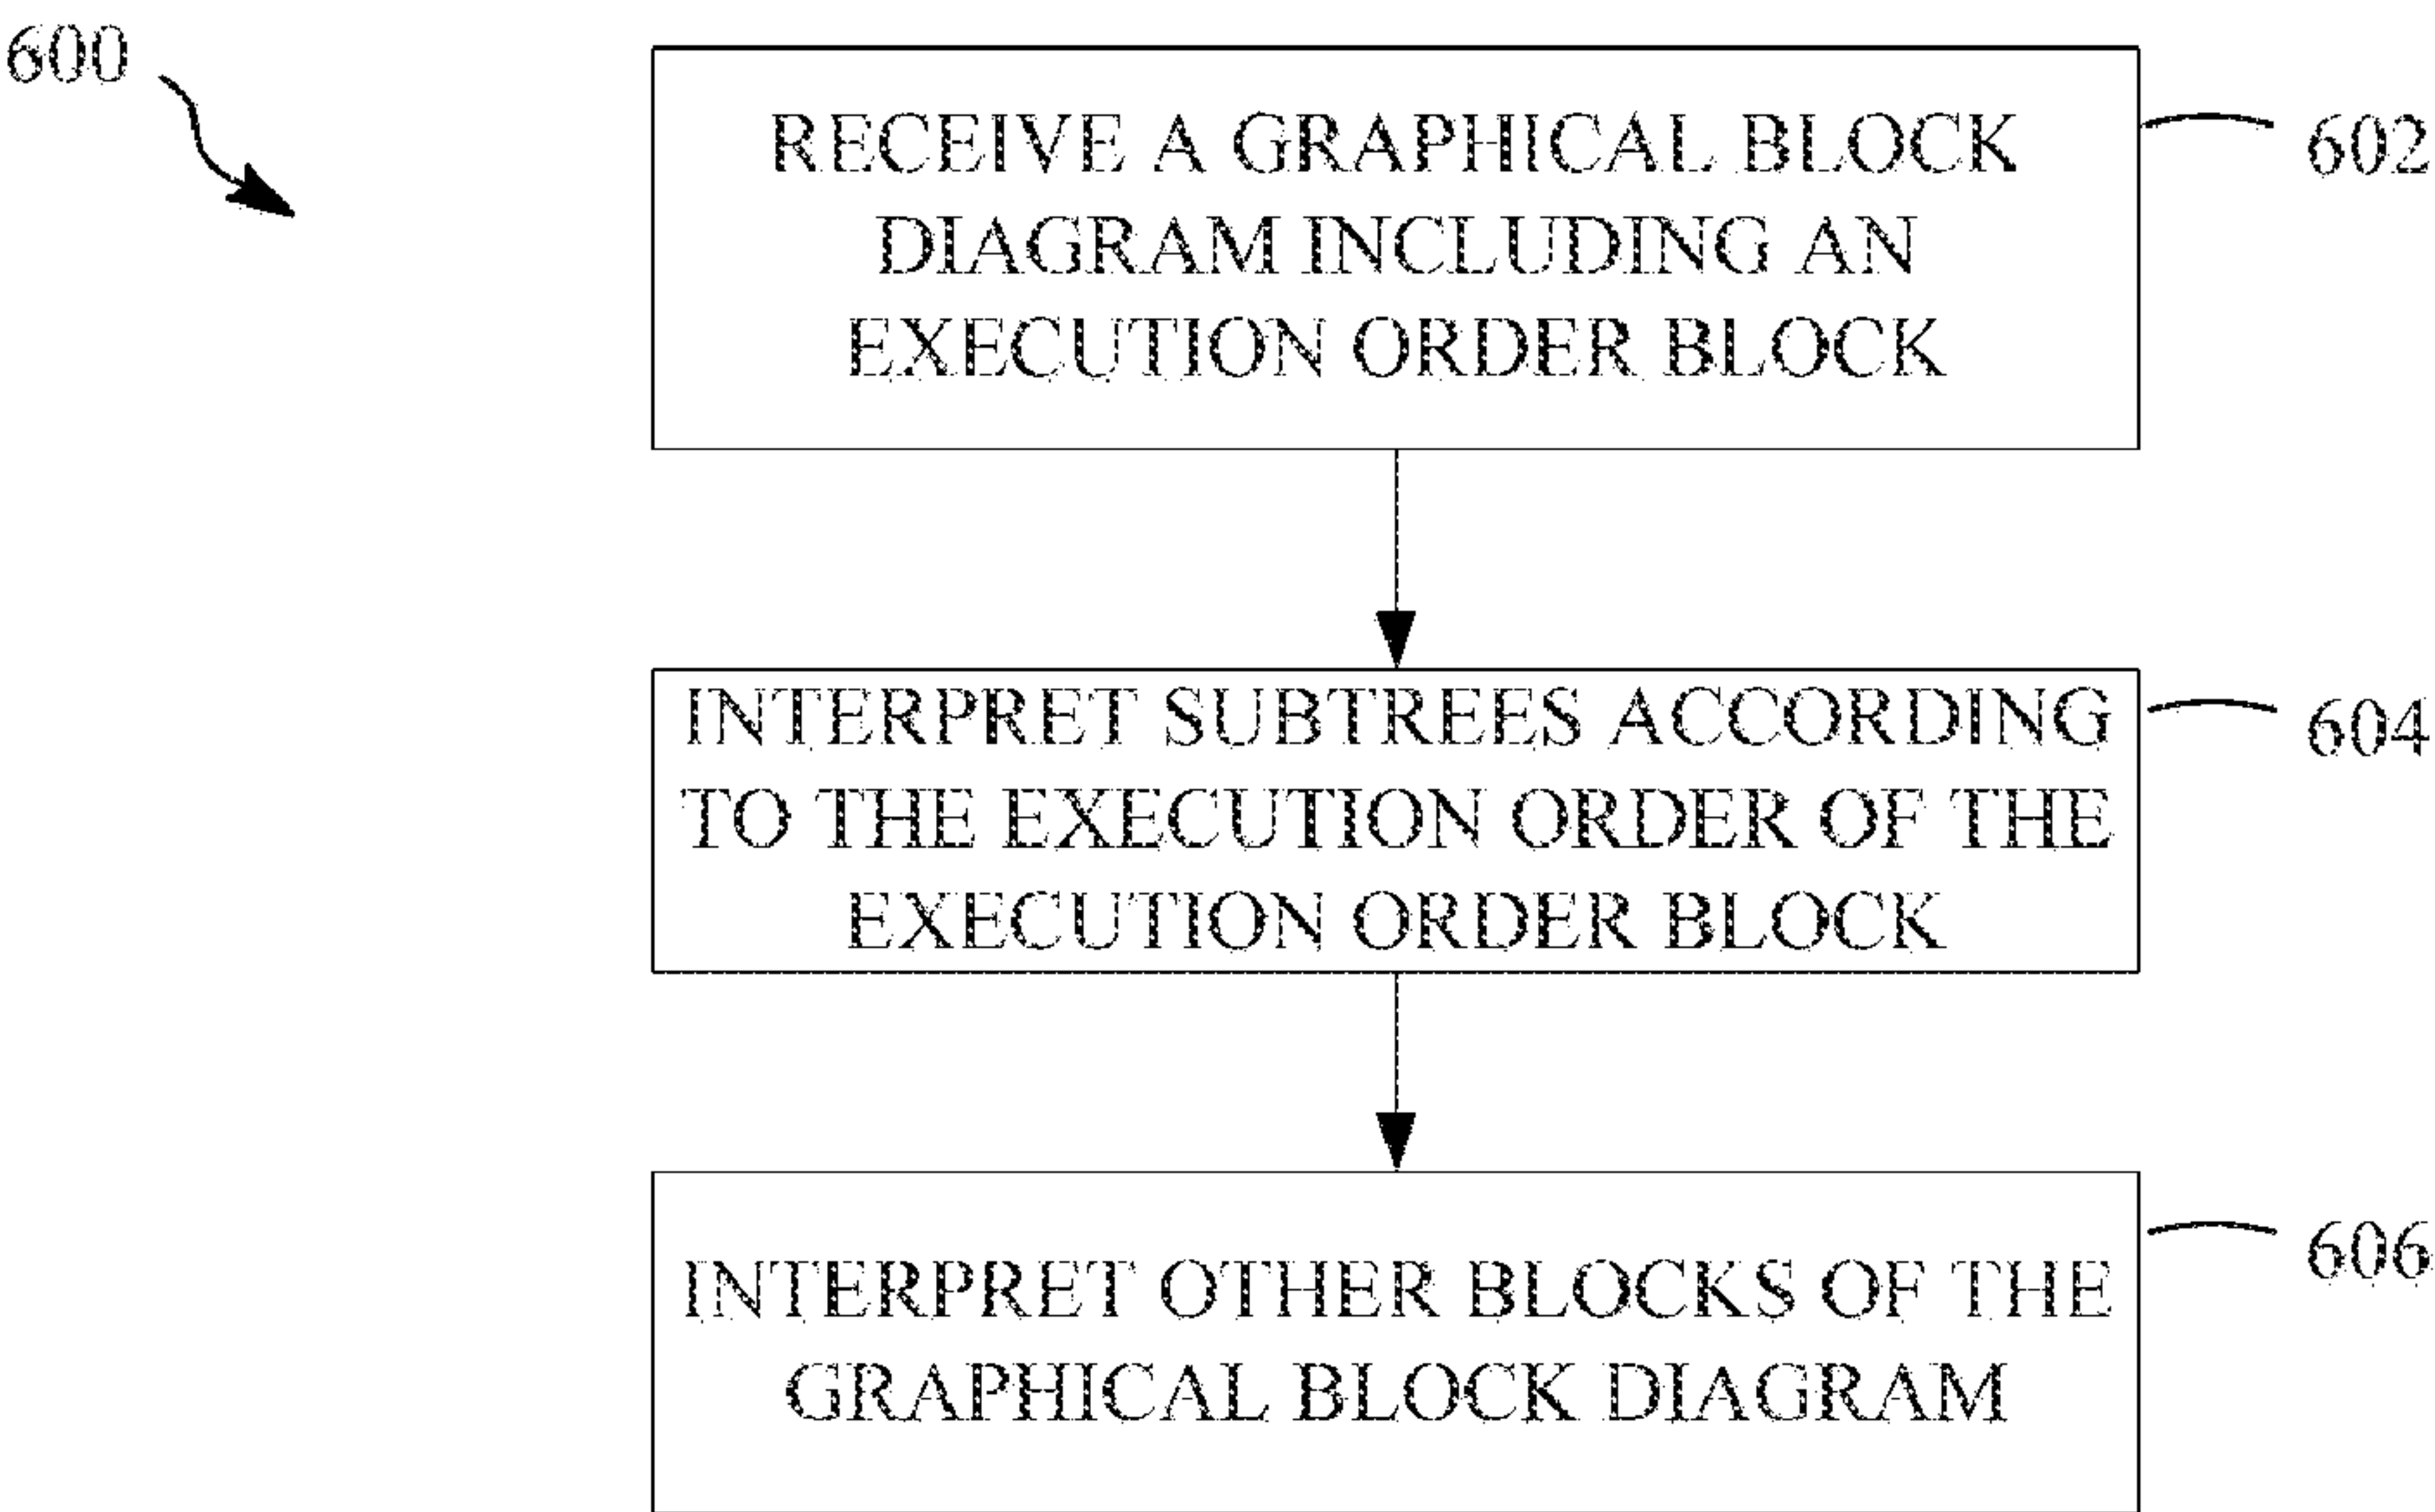 600
RECEIVE A GRAPHICAL BLOCK
DIAGRAM INCLUDING AN
EXECUTION ORDER BLOCK
602
INTERPRET SUBTREES ACCORDING
TO THE EXECUTION ORDER OF THE
EXECUTION ORDER BLOCK
604
INTERPRET OTHER BLOCKS OF THE
GRAPHICAL BLOCK DIAGRAM
606